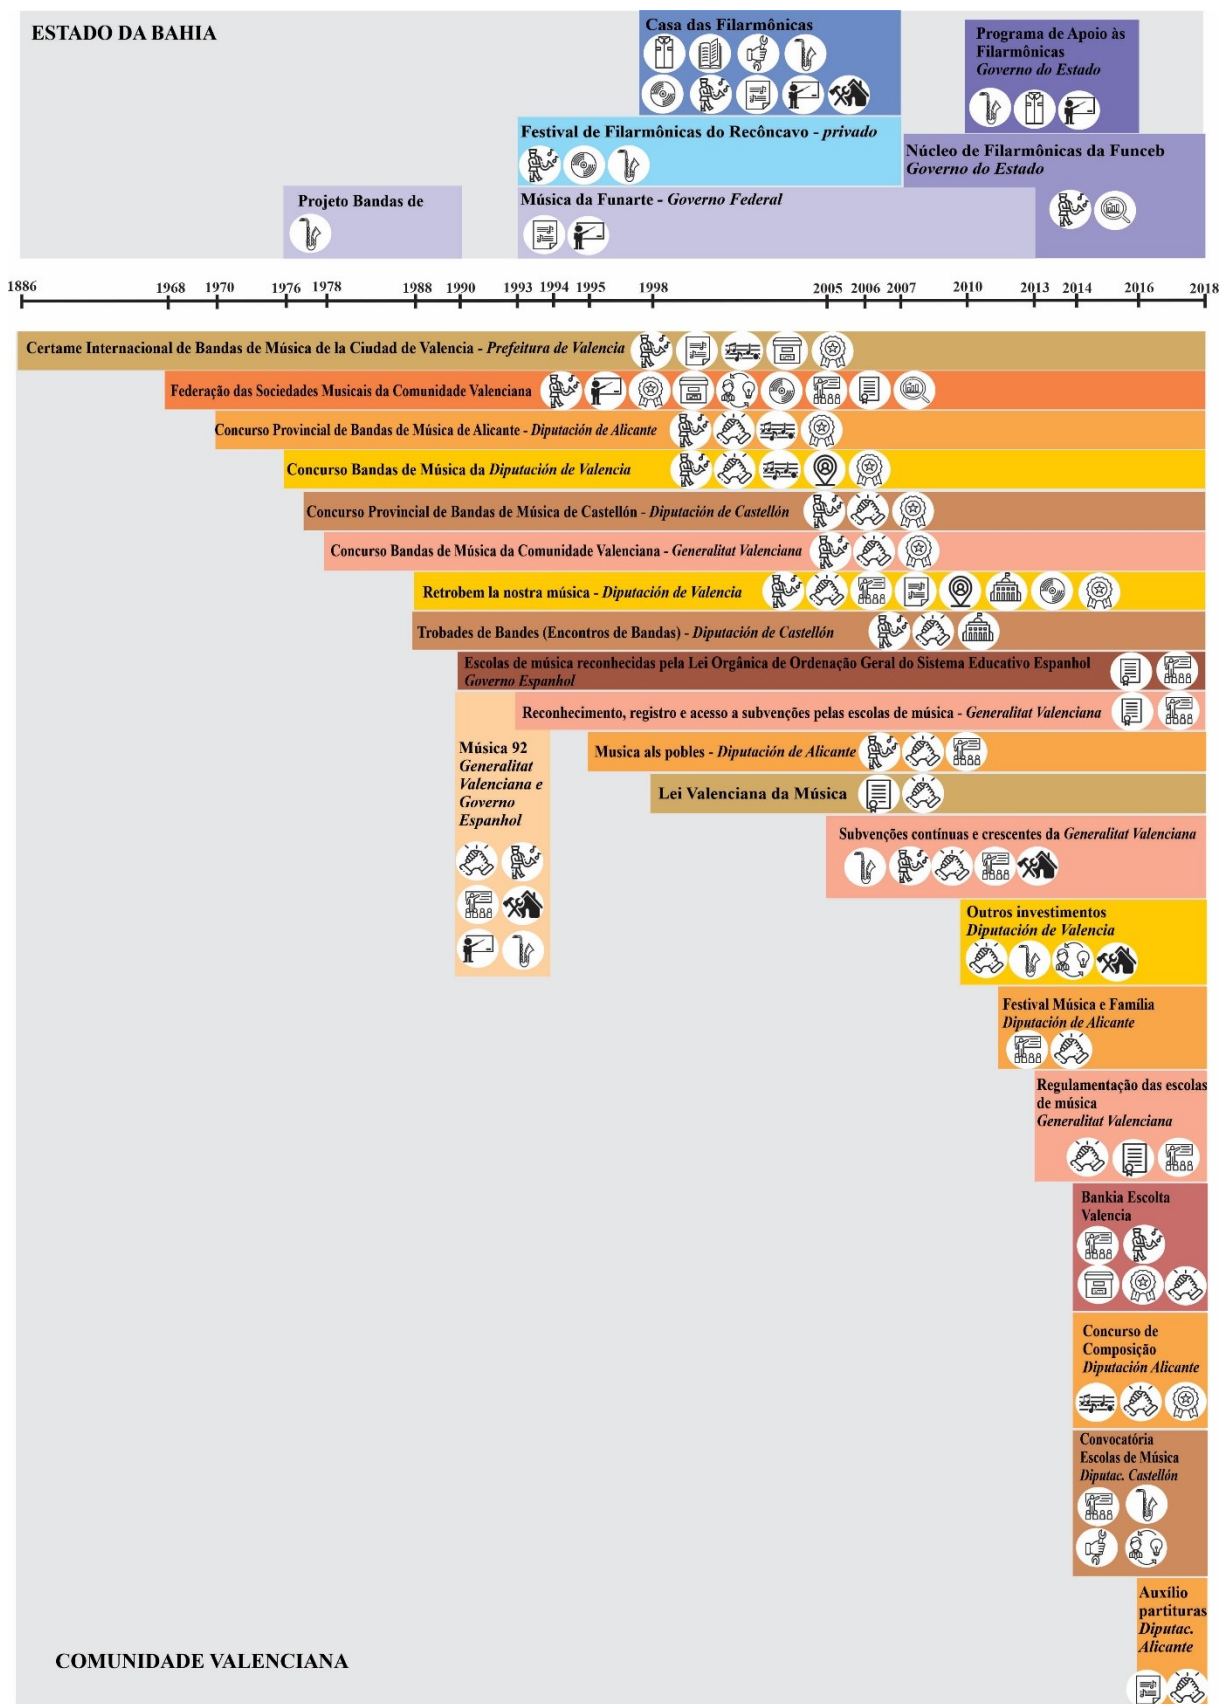 ESTADO DA BAHIA
Casa das Filarmônicas
Programa de Apoio às
Filarmônicas
Governo do Estado
Festival de Filarmônicas do Recôncavo - privado
Núcleo de Filarmônicas da Funceb
Governo do Estado
Projeto Bandas de
Música da Funarte - Governo Federal
1886 1968 1970 1976 1978 1988 1990 1993 1994 1995 1998 2005 2006 2007 2010 2013 2014 2016 2018
Certame Internacional de Bandas de Música de la Ciudad de Valencia - Prefeitura de Valencia
Federação das Sociedades Musicais da Comunidade Valenciana
Concurso Provincial de Bandas de Música de Alicante - Diputación de Alicante
Concurso Bandas de Música da Diputación de Valencia
Concurso Provincial de Bandas de Música de Castellón - Diputación de Castellón
Concurso Bandas de Música da Comunidade Valenciana - Generalitat Valenciana
Retrobem la nostra música - Diputación de Valencia
Trobades de Bandes (Encontros de Bandas) - Diputación de Castellón
Escolas de música reconhecidas pela Lei Orgânica de Ordenação Geral do Sistema Educativo Espanhol
Governo Espanhol
Reconhecimento, registro e acesso a subvenções pelas escolas de música - Generalitat Valenciana
Música 92
Generalitat
Valenciana e
Governo
Espanhol
Musica als pobles - Diputación de Alicante
Lei Valenciana da Música
Subvenções contínuas e crescentes da Generalitat Valenciana
Outros investimentos
Diputación de Valencia
Festival Música e Família
Diputación de Alicante
Regulamentação das escolas
de música
Generalitat Valenciana
Bankia Escolta
Valencia
Concurso de
Composição
Diputación Alicante
Convocatória
Escolas de Música
Diputac. Castellón
Auxílio
partituras
Diputac.
Alicante
COMUNIDADE VALENCIANA